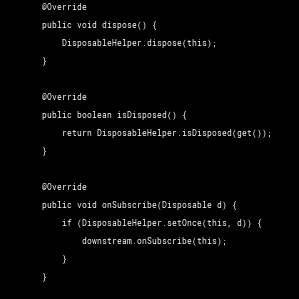 @Override
public void dispose() {
DisposableHelper.dispose(this);
}
@Override
public boolean isDisposed() {
return DisposableHelper.isDisposed(get());
}
@Override
public void onSubscribe(Disposable d) {
if (DisposableHelper.setOnce(this, d)) {
downstream.onSubscribe(this);
}
}